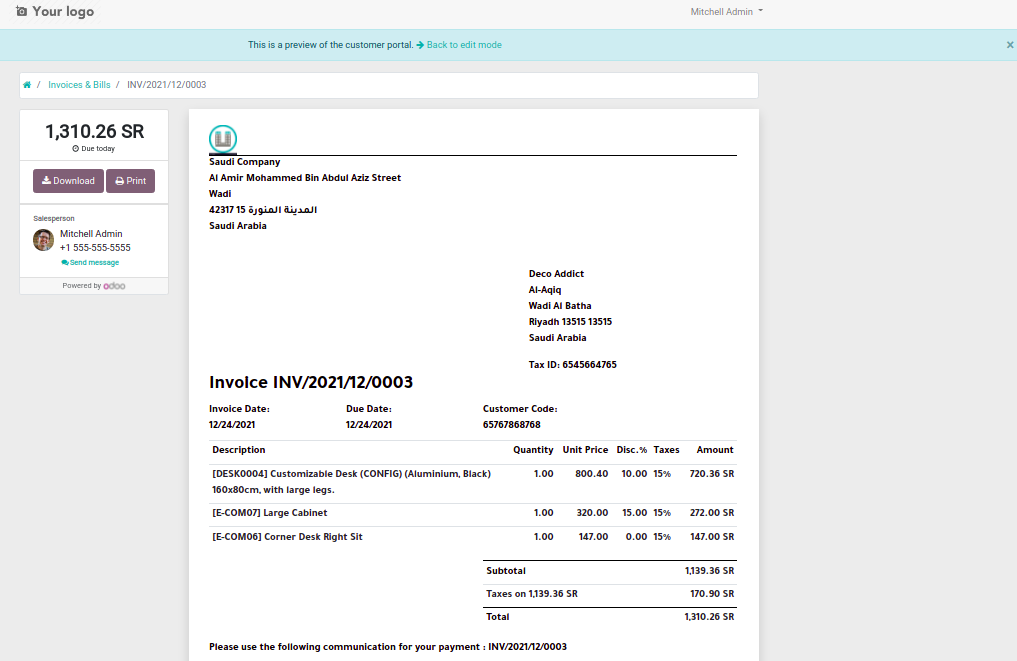 Your logo
Mitchell Admin
This is a preview of the customer portal. Back to edit mode ×
/ Invoices & Bills / INV/2021/12/0003
1,310.26 SR
Due today
Download Print
Salesperson
Mitchell Admin
+1 555-555-5555
Send message
Powered by odoo
Saudi Company
Al Amir Mohammed Bin Abdul Aziz Street
Wadi
المدينة المنورة 15 42317
Saudi Arabia
Deco Addict
Al-Aqiq
Wadi Al Batha
Riyadh 13515 13515
Saudi Arabia
Tax ID: 6545664765
Invoice INV/2021/12/0003
Invoice Date: Due Date: Customer Code:
12/24/2021 12/24/2021 65767868768
Description Quantity Unit Price Disc.% Taxes Amount
[DESK0004] Customizable Desk (CONFIG) (Aluminium, Black) 1.00 800.40 10.00 15% 720.36 SR
160x80cm, with large legs.
[E-COM07] Large Cabinet 1.00 320.00 15.00 15% 272.00 SR
[E-COM06] Corner Desk Right Sit 1.00 147.00 0.00 15% 147.00 SR
Subtotal 1,139.36 SR
Taxes on 1,139.36 SR 170.90 SR
Total 1,310.26 SR
Please use the following communication for your payment : INV/2021/12/0003